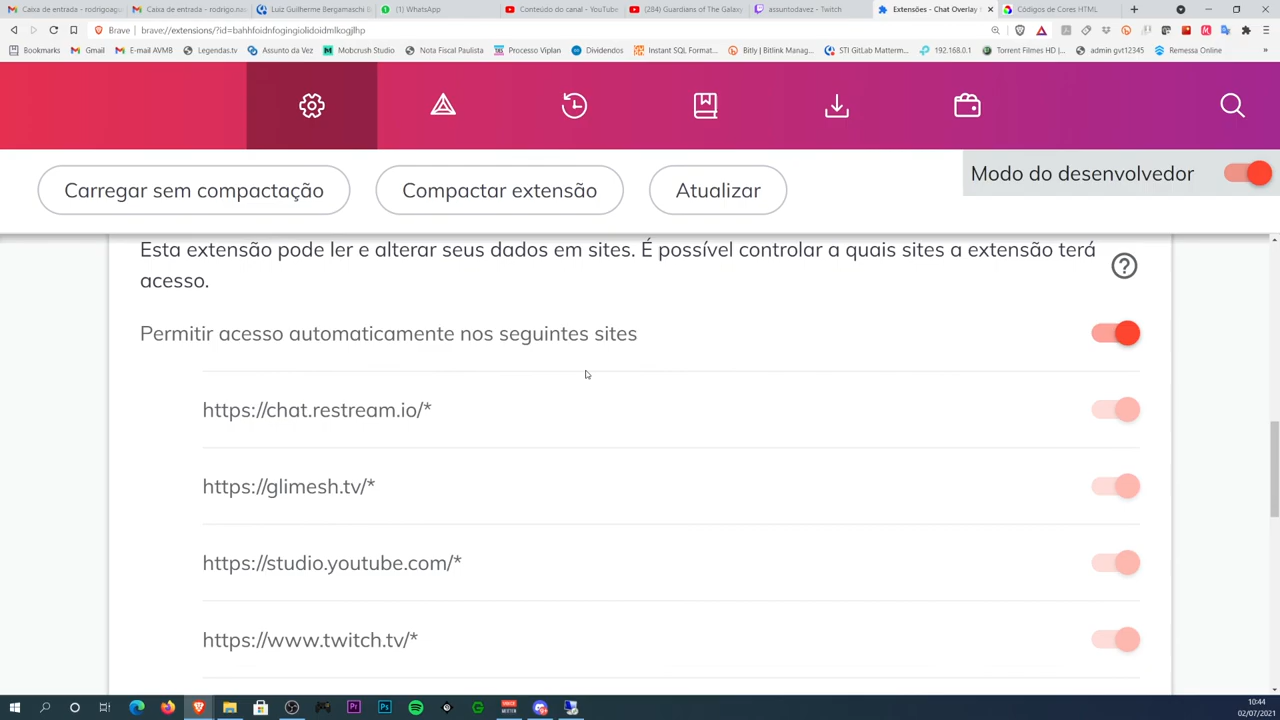 Caixa de entrada - rodrigoagu
Caixa de entrada - rodrigo.nas
Luiz Guilherme Bergamaschi
(1) WhatsApp
Conteúdo do canal - YouTube
(284) Guardians of The Galaxy
assuntodavez - Twitch
Extensões - Chat Overlay
Códigos de Cores HTML
Brave
brave://extensions/?id=bahhfoidnfogingiolidoidmlkogjlhp
Bookmarks
Gmail
E-mail AVMB
Legendas.tv
Assunto da Vez
Mobcrush Studio
Nota Fiscal Paulista
Processo Viplan
Dividendos
Instant SQL Format...
Bitly | Bitlink Manag...
STI GitLab Matterm...
192.168.0.1
Torrent Filmes HD |...
admin gvt12345
Remessa Online
Carregar sem compactação
Compactar extensão
Atualizar
Modo do desenvolvedor
Esta extensão pode ler e alterar seus dados em sites. É possível controlar a quais sites a extensão terá
acesso.
Permitir acesso automaticamente nos seguintes sites
https://chat.restream.io/*
https://glimesh.tv/*
https://studio.youtube.com/*
https://www.twitch.tv/*
10:44
02/07/2021